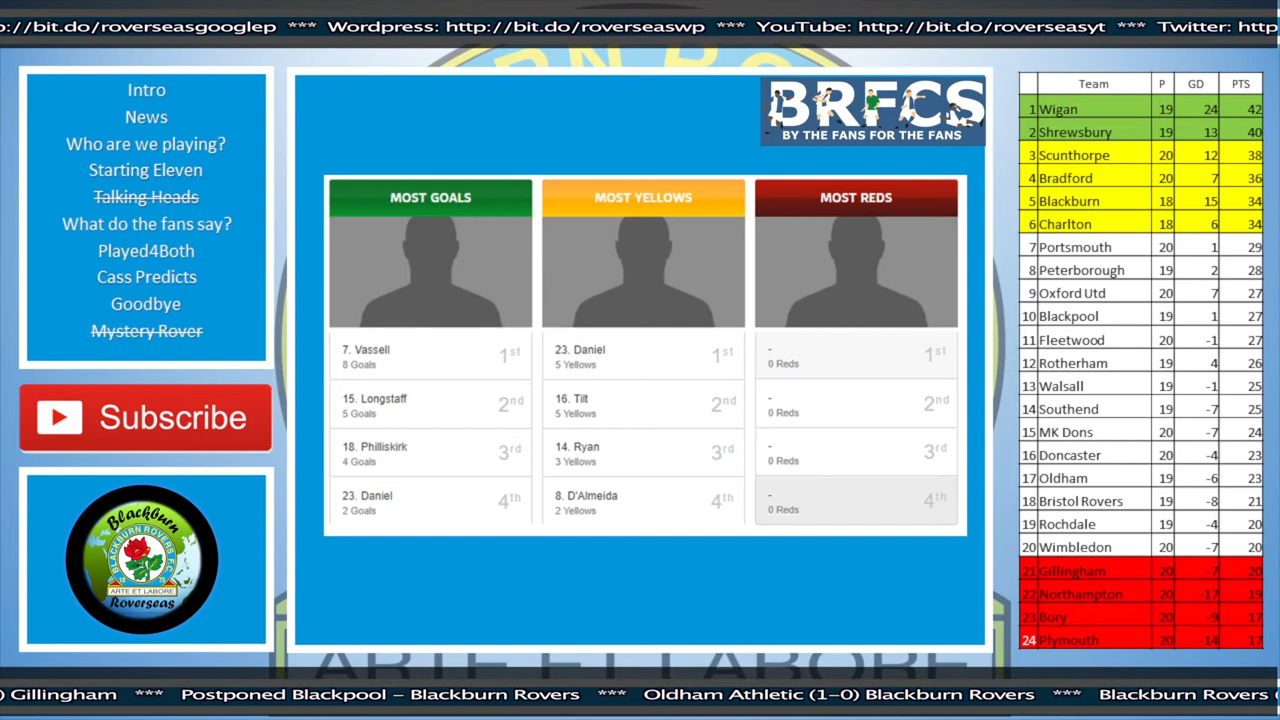 o://bit.do/roverseasgooglep *** Wordpress: http://bit.do/roverseaswp *** YouTube: http://bit.do/roverseasyt *** Twitter: http
Intro
News
Who are we playing?
Starting Eleven
Talking Heads
What do the fans say?
Played4Both
Cass Predicts
Goodbye
Mystery Rover
Subscribe
Blackburn
BLACKBURN ROVERS F.C.
18 75
ARTE ET LABORE
Roverseas
BRFCS
BY THE FANS FOR THE FANS
MOST GOALS
7. Vassell 1st
8 Goals
15. Longstaff 2nd
5 Goals
18. Philliskirk 3rd
4 Goals
23. Daniel 4th
2 Goals
MOST YELLOWS
23. Daniel 1st
5 Yellows
16. Tilt 2nd
5 Yellows
14. Ryan 3rd
3 Yellows
8. D'Almeida 4th
2 Yellows
MOST REDS
- 1st
0 Reds
- 2nd
0 Reds
- 3rd
0 Reds
- 4th
0 Reds
Team P GD PTS
1 Wigan 19 24 42
2 Shrewsbury 19 13 40
3 Scunthorpe 20 12 38
4 Bradford 20 7 36
5 Blackburn 18 15 34
6 Charlton 18 6 34
7 Portsmouth 20 1 29
8 Peterborough 19 2 28
9 Oxford Utd 20 7 27
10 Blackpool 19 1 27
11 Fleetwood 20 -1 27
12 Rotherham 19 4 26
13 Walsall 19 -1 25
14 Southend 19 -7 25
15 MK Dons 20 -7 24
16 Doncaster 20 -4 23
17 Oldham 19 -6 23
18 Bristol Rovers 19 -8 21
19 Rochdale 19 -4 20
20 Wimbledon 20 -7 20
21 Gillingham 20 -7 20
22 Northampton 20 -17 19
23 Bury 20 -9 17
24 Plymouth 20 -14 17
ARTE ET LABORE
) Gillingham *** Postponed Blackpool – Blackburn Rovers *** Oldham Athletic (1–0) Blackburn Rovers *** Blackburn Rovers (